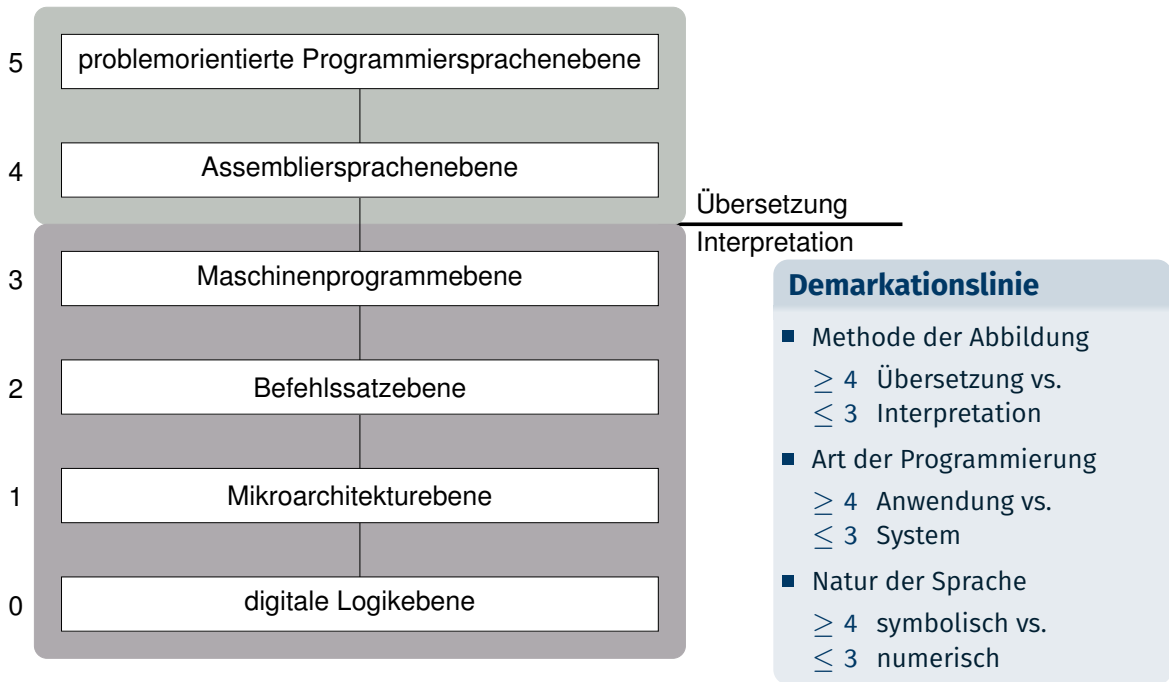 5 problemorientierte Programmiersprachenebene
4 Assembliersprachenebene
Übersetzung
Interpretation
3 Maschinenprogrammebene
2 Befehlssatzebene
1 Mikroarchitekturebene
0 digitale Logikebene
Demarkationslinie
■ Methode der Abbildung
≥ 4 Übersetzung vs.
≤ 3 Interpretation
■ Art der Programmierung
≥ 4 Anwendung vs.
≤ 3 System
■ Natur der Sprache
≥ 4 symbolisch vs.
≤ 3 numerisch